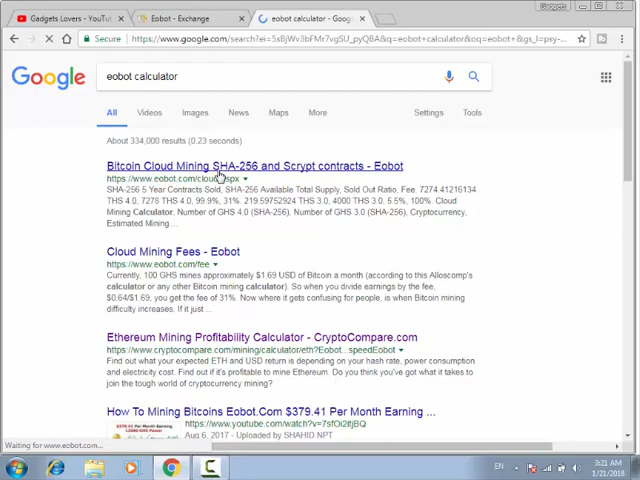 Gadgets
Gadgets Lovers - YouTu
Eobot - Exchange
eobot calculator - Goog
Secure
https://www.google.com/search?ei=5s8jWv3bFMr7vgSU_pyQBA&q=eobot+calculator&oq=eobot+&gs_l=psy-
Google
eobot calculator
All Videos Images News Maps More Settings Tools
About 334,000 results (0.23 seconds)
Bitcoin Cloud Mining SHA-256 and Scrypt contracts - Eobot
https://www.eobot.com/cloud.aspx
SHA-256 5 Year Contracts Sold, SHA-256 Available Total Supply, Sold Out Ratio, Fee. 7274.41216134
THS 4.0, 7278 THS 4.0, 99.9%, 31%. 219.59752924 THS 3.0, 4000 THS 3.0, 5.5%, 100%. Cloud
Mining Calculator, Number of GHS 4.0 (SHA-256), Number of GHS 3.0 (SHA-256), Cryptocurrency,
Estimated Mining ...
Cloud Mining Fees - Eobot
https://www.eobot.com/fee
Currently, 100 GHS mines approximately $1.69 USD of Bitcoin a month (according to this Alloscomp's
calculator or any other Bitcoin mining calculator). So when you divide earnings by the fee,
$0.64/$1.69, you get the fee of 31%. Now where it gets confusing for people, is when Bitcoin mining
difficulty increases. If it just ...
Ethereum Mining Profitability Calculator - CryptoCompare.com
https://www.cryptocompare.com/mining/calculator/eth?Eobot...speedEobot
Find out what your expected ETH and USD return is depending on your hash rate, power consumption
and electricity cost. Find out if it's profitable to mine Ethereum. Do you think you've got what it takes to
join the tough world of cryptocurrency mining?
How To Mining Bitcoins Eobot.Com $379.41 Per Month Earning ...
$379.41 Per Month
https://www.youtube.com/watch?v=7sfOi2itjBQ
Aug 6, 2017 - Uploaded by SHAHID NPT
Waiting for www.eobot.com...
EN
3:21 AM
1/21/2018